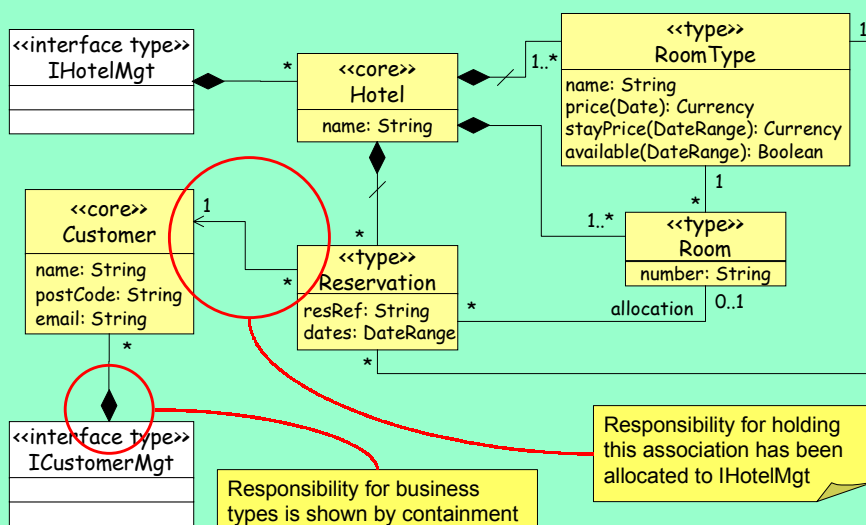 <<interface type>>
IHotelMgt
*
<<core>>
Hotel
name: String
1..*
<<type>>
RoomType
name: String
price(Date): Currency
stayPrice(DateRange): Currency
available(DateRange): Boolean
1
1
*
1..*
<<type>>
Room
number: String
0..1
allocation
*
<<core>>
Customer
name: String
postCode: String
email: String
1
*
*
<<type>>
Reservation
resRef: String
dates: DateRange
*
*
<<interface type>>
ICustomerMgt
Responsibility for business
types is shown by containment
Responsibility for holding
this association has been
allocated to IHotelMgt